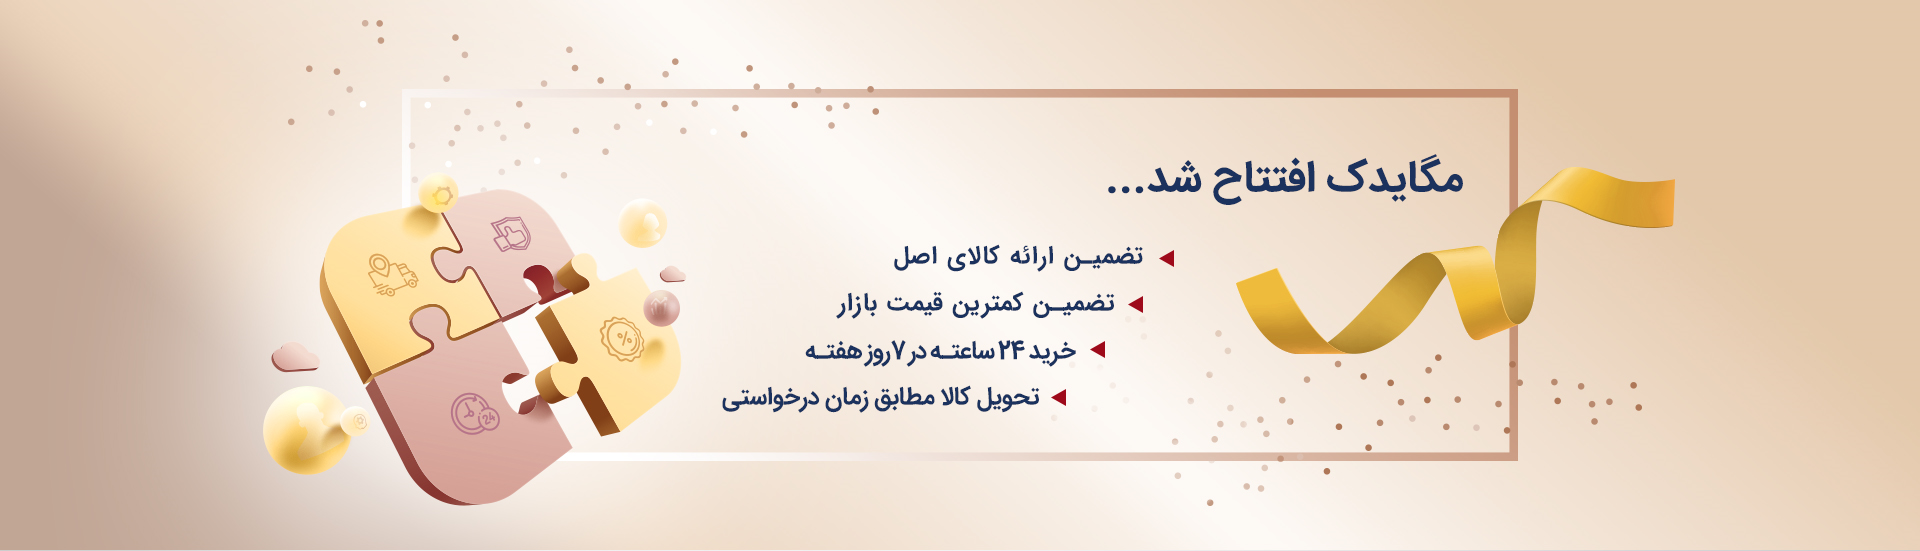 مگایدک افتتاح شد...
تضمیـن ارائه کالای اصل
تضمیـن کمترین قیمت بازار
خرید ۲۴ ساعتـه در ۷ روز هفتـه
تحویل کالا مطابق زمان درخواستی
%
24